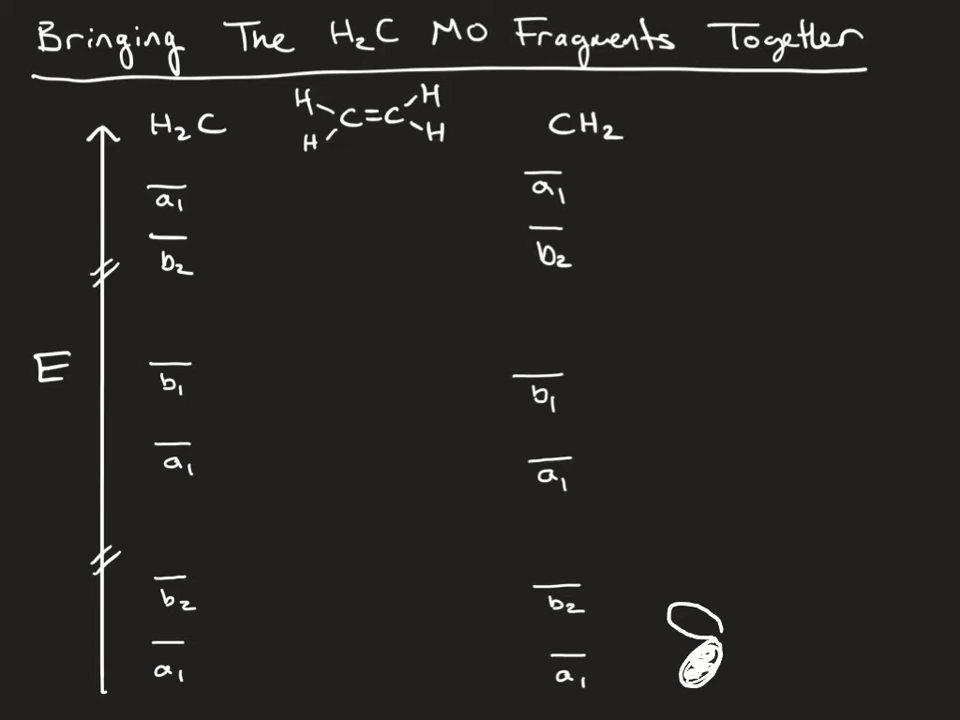 Bringing The H₂C MO Fragments Together
H H
H₂C C=C CH₂
H H
a₁ a₁
b₂ b₂
E
b₁ b₁
a₁ a₁
b₂ b₂
a₁ a₁